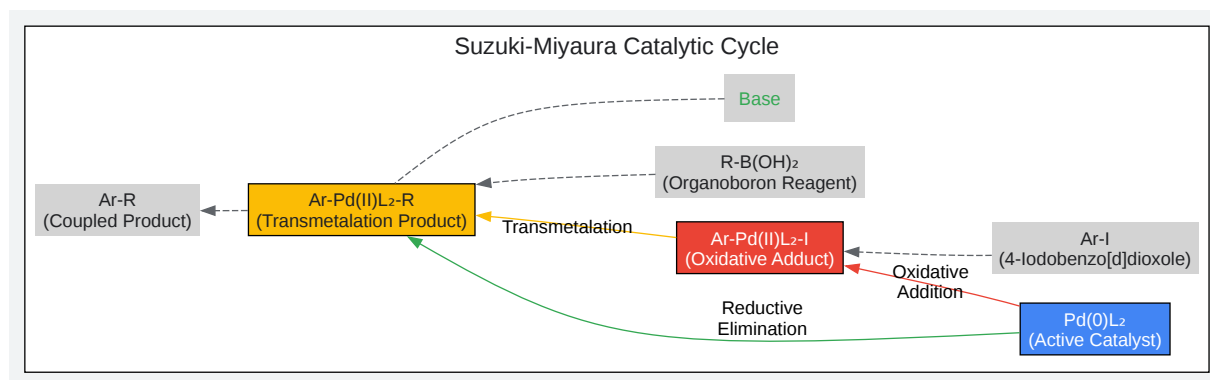 Suzuki-Miyaura Catalytic Cycle
Base
R-B(OH)₂
(Organoboron Reagent)
Ar-R
(Coupled Product)
Ar-Pd(II)L₂-R
(Transmetalation Product)
Transmetalation
Ar-Pd(II)L₂-I
(Oxidative Adduct)
Ar-I
(4-Iodobenzo[d]dioxole)
Oxidative
Addition
Reductive
Elimination
Pd(0)L₂
(Active Catalyst)